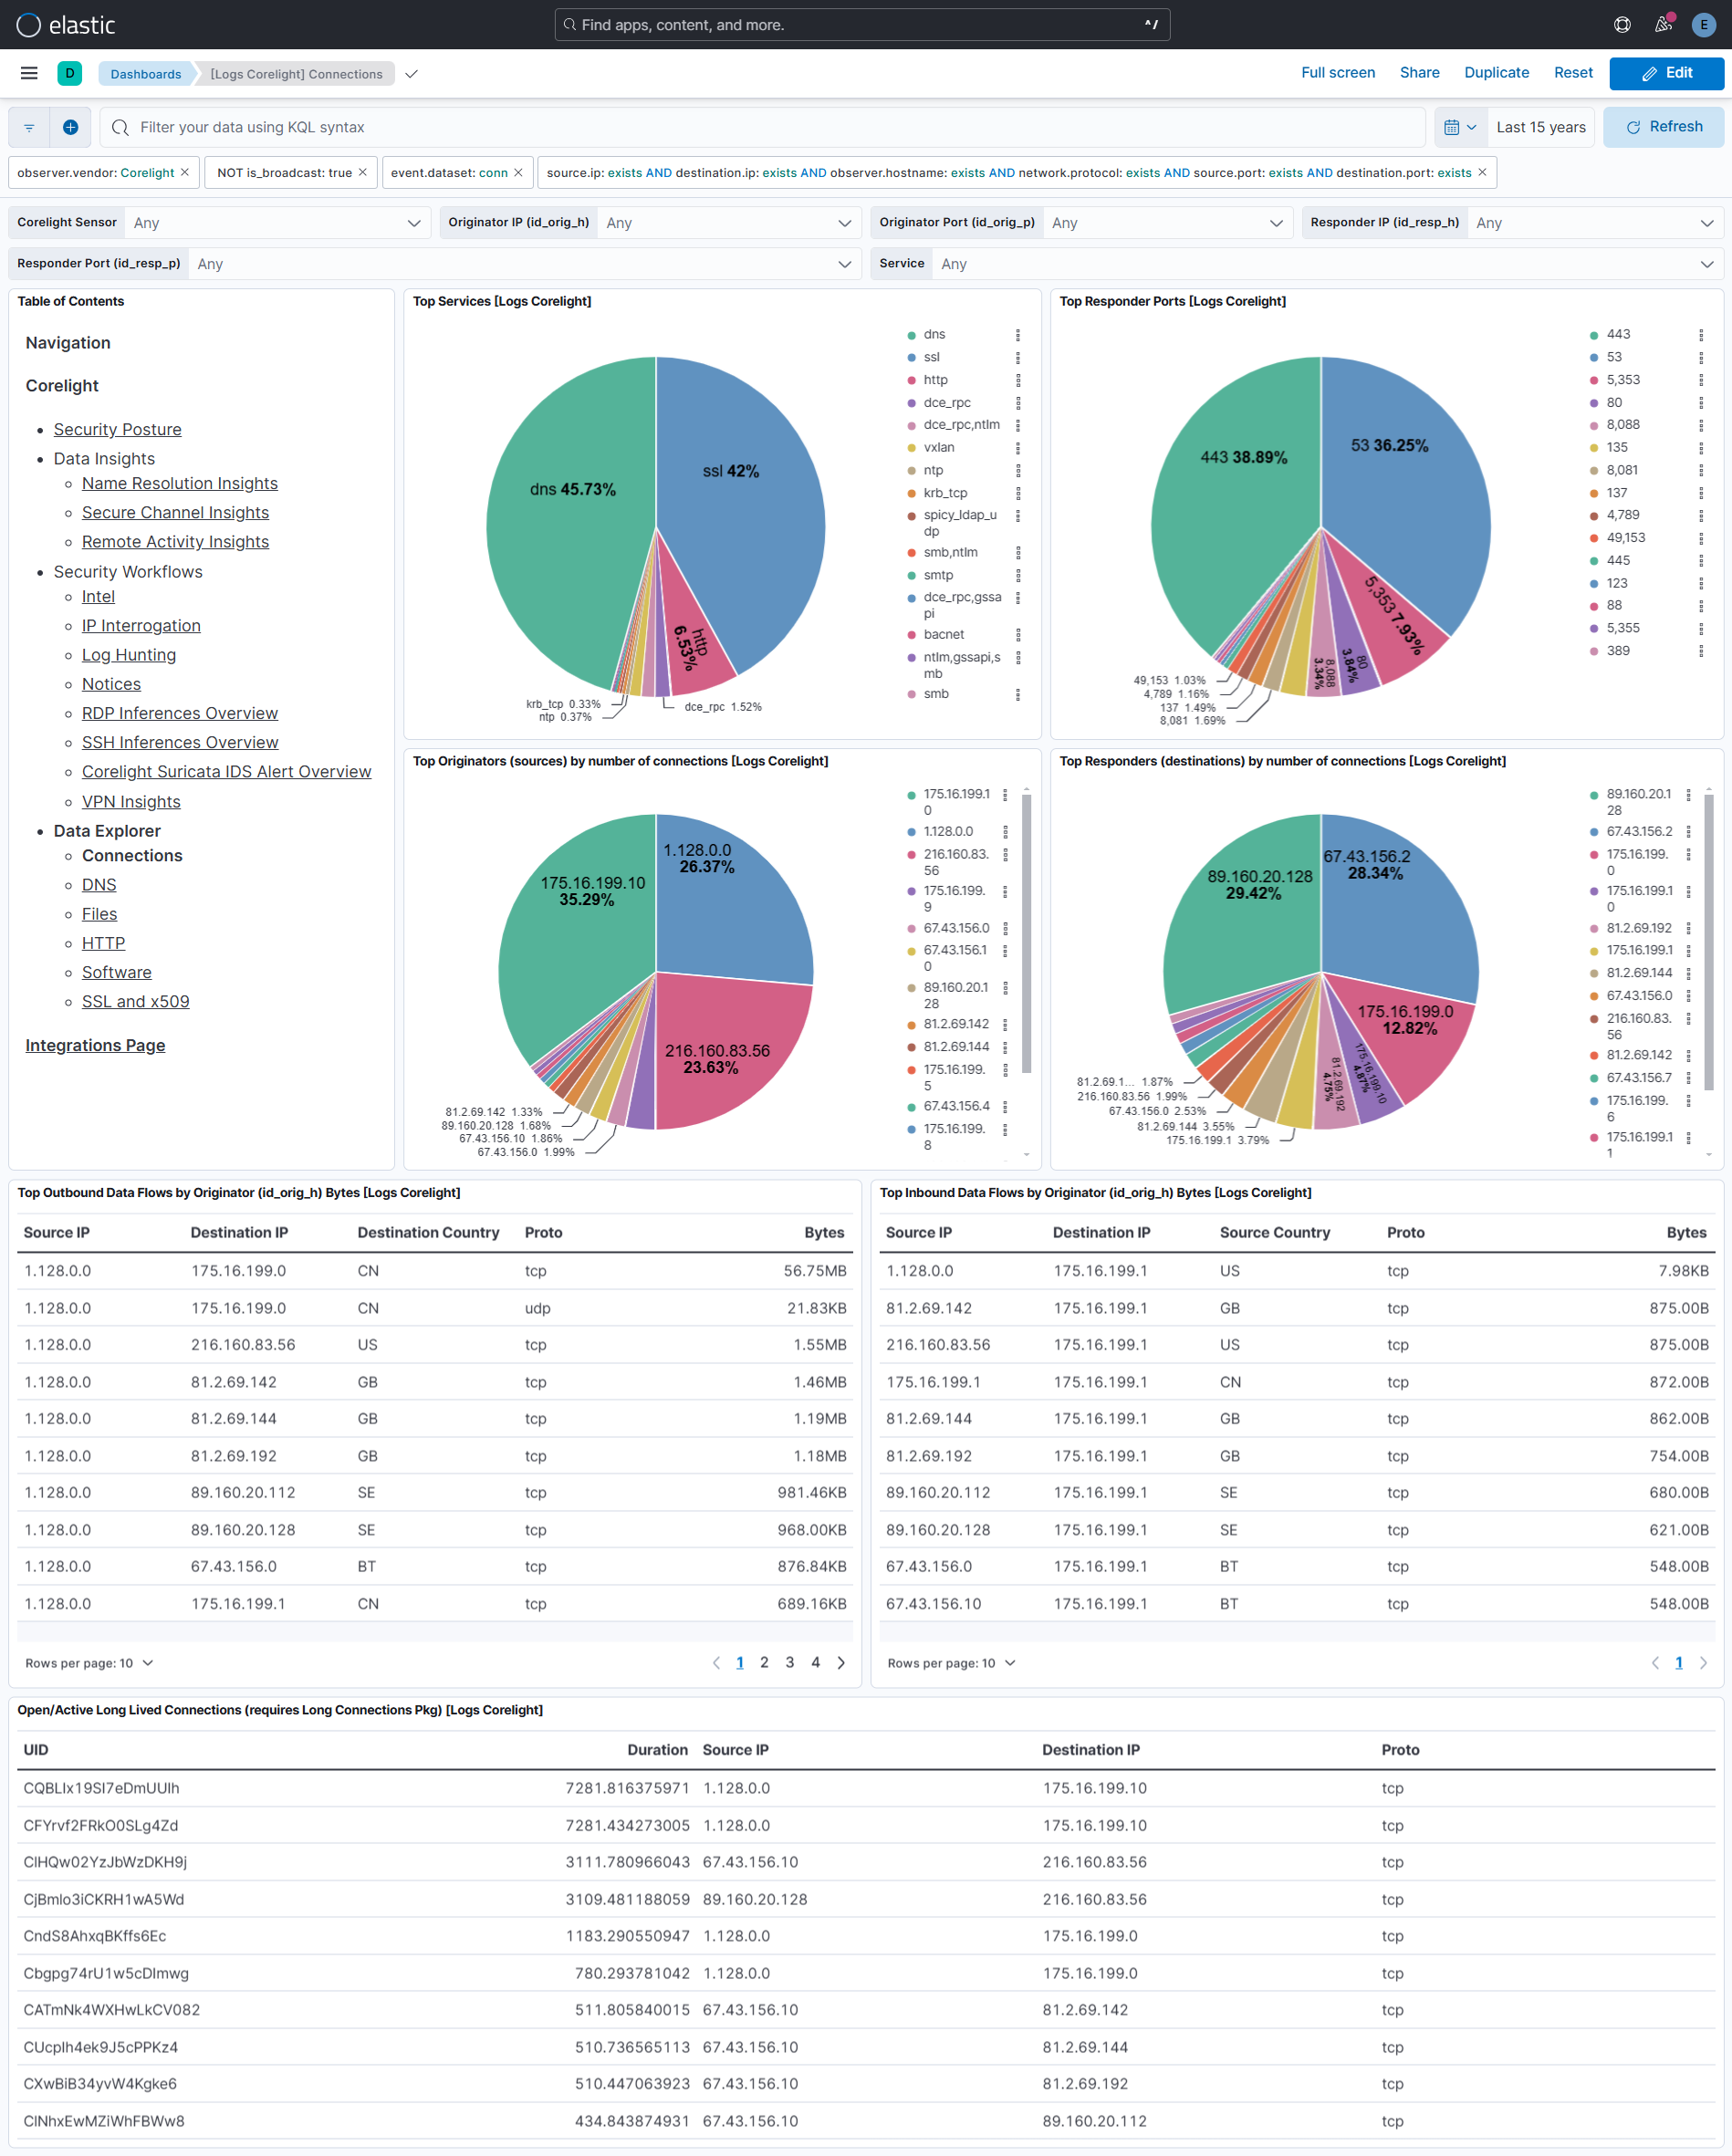 elastic
Find apps, content, and more.
^/
E
D
Dashboards
[Logs Corelight] Connections
Full screen
Share
Duplicate
Reset
Edit
Filter your data using KQL syntax
Last 15 years
Refresh
observer.vendor: Corelight ×
NOT is_broadcast: true ×
event.dataset: conn ×
source.ip: exists AND destination.ip: exists AND observer.hostname: exists AND network.protocol: exists AND source.port: exists AND destination.port: exists ×
Corelight Sensor Any
Originator IP (id_orig_h) Any
Originator Port (id_orig_p) Any
Responder IP (id_resp_h) Any
Responder Port (id_resp_p) Any
Service Any
Table of Contents
Navigation
Corelight
Security Posture
Data Insights
Name Resolution Insights
Secure Channel Insights
Remote Activity Insights
Security Workflows
Intel
IP Interrogation
Log Hunting
Notices
RDP Inferences Overview
SSH Inferences Overview
Corelight Suricata IDS Alert Overview
VPN Insights
Data Explorer
Connections
DNS
Files
HTTP
Software
SSL and x509
Integrations Page
Top Services [Logs Corelight]
dns 45.73%
ssl 42%
http
6.53%
krb_tcp 0.33%
ntp 0.37%
dce_rpc 1.52%
dns
ssl
http
dce_rpc
dce_rpc,ntlm
vxlan
ntp
krb_tcp
spicy_ldap_u
dp
smb,ntlm
smtp
dce_rpc,gssa
pi
bacnet
ntlm,gssapi,s
mb
smb
Top Responder Ports [Logs Corelight]
443 38.89%
53 36.25%
5,353 7.93%
80
3.84%
8,088
3.34%
49,153 1.03%
4,789 1.16%
137 1.49%
8,081 1.69%
443
53
5,353
80
8,088
135
8,081
137
4,789
49,153
445
123
88
5,355
389
Top Originators (sources) by number of connections [Logs Corelight]
175.16.199.10
35.29%
1.128.0.0
26.37%
216.160.83.56
23.63%
81.2.69.142 1.33%
89.160.20.128 1.68%
67.43.156.10 1.86%
67.43.156.0 1.99%
175.16.199.1
0
1.128.0.0
216.160.83.
56
175.16.199.
9
67.43.156.0
67.43.156.1
0
89.160.20.1
28
81.2.69.142
81.2.69.144
175.16.199.
5
67.43.156.4
175.16.199.
8
Top Responders (destinations) by number of connections [Logs Corelight]
89.160.20.128
29.42%
67.43.156.2
28.34%
175.16.199.0
12.82%
175.16.199.10
4.87%
81.2.69.192
4.75%
81.2.69.1... 1.87%
216.160.83.56 1.99%
67.43.156.0 2.53%
81.2.69.144 3.55%
175.16.199.1 3.79%
89.160.20.1
28
67.43.156.2
175.16.199.
0
175.16.199.1
0
81.2.69.192
175.16.199.1
81.2.69.144
67.43.156.0
216.160.83.
56
81.2.69.142
67.43.156.7
175.16.199.
6
175.16.199.1
1
Top Outbound Data Flows by Originator (id_orig_h) Bytes [Logs Corelight]
Source IP Destination IP Destination Country Proto Bytes
1.128.0.0 175.16.199.0 CN tcp 56.75MB
1.128.0.0 175.16.199.0 CN udp 21.83KB
1.128.0.0 216.160.83.56 US tcp 1.55MB
1.128.0.0 81.2.69.142 GB tcp 1.46MB
1.128.0.0 81.2.69.144 GB tcp 1.19MB
1.128.0.0 81.2.69.192 GB tcp 1.18MB
1.128.0.0 89.160.20.112 SE tcp 981.46KB
1.128.0.0 89.160.20.128 SE tcp 968.00KB
1.128.0.0 67.43.156.0 BT tcp 876.84KB
1.128.0.0 175.16.199.1 CN tcp 689.16KB
Rows per page: 10
1 2 3 4
Top Inbound Data Flows by Originator (id_orig_h) Bytes [Logs Corelight]
Source IP Destination IP Source Country Proto Bytes
1.128.0.0 175.16.199.1 US tcp 7.98KB
81.2.69.142 175.16.199.1 GB tcp 875.00B
216.160.83.56 175.16.199.1 US tcp 875.00B
175.16.199.1 175.16.199.1 CN tcp 872.00B
81.2.69.144 175.16.199.1 GB tcp 862.00B
81.2.69.192 175.16.199.1 GB tcp 754.00B
89.160.20.112 175.16.199.1 SE tcp 680.00B
89.160.20.128 175.16.199.1 SE tcp 621.00B
67.43.156.0 175.16.199.1 BT tcp 548.00B
67.43.156.10 175.16.199.1 BT tcp 548.00B
Rows per page: 10
1
Open/Active Long Lived Connections (requires Long Connections Pkg) [Logs Corelight]
UID Duration Source IP Destination IP Proto
CQBLIx19SI7eDmUUIh 7281.816375971 1.128.0.0 175.16.199.10 tcp
CFYrvf2FRkO0SLg4Zd 7281.434273005 1.128.0.0 175.16.199.10 tcp
ClHQw02YzJbWzDKH9j 3111.780966043 67.43.156.10 216.160.83.56 tcp
CjBmlo3iCKRH1wA5Wd 3109.481188059 89.160.20.128 216.160.83.56 tcp
CndS8AhxqBKffs6Ec 1183.290550947 1.128.0.0 175.16.199.0 tcp
Cbgpg74rU1w5cDImwg 780.293781042 1.128.0.0 175.16.199.0 tcp
CATmNk4WXHwLkCV082 511.805840015 67.43.156.10 81.2.69.142 tcp
CUcplh4ek9J5cPPKz4 510.736565113 67.43.156.10 81.2.69.144 tcp
CXwBiB34yvW4Kgke6 510.447063923 67.43.156.10 81.2.69.192 tcp
ClNhxEwMZiWhFBWw8 434.843874931 67.43.156.10 89.160.20.112 tcp